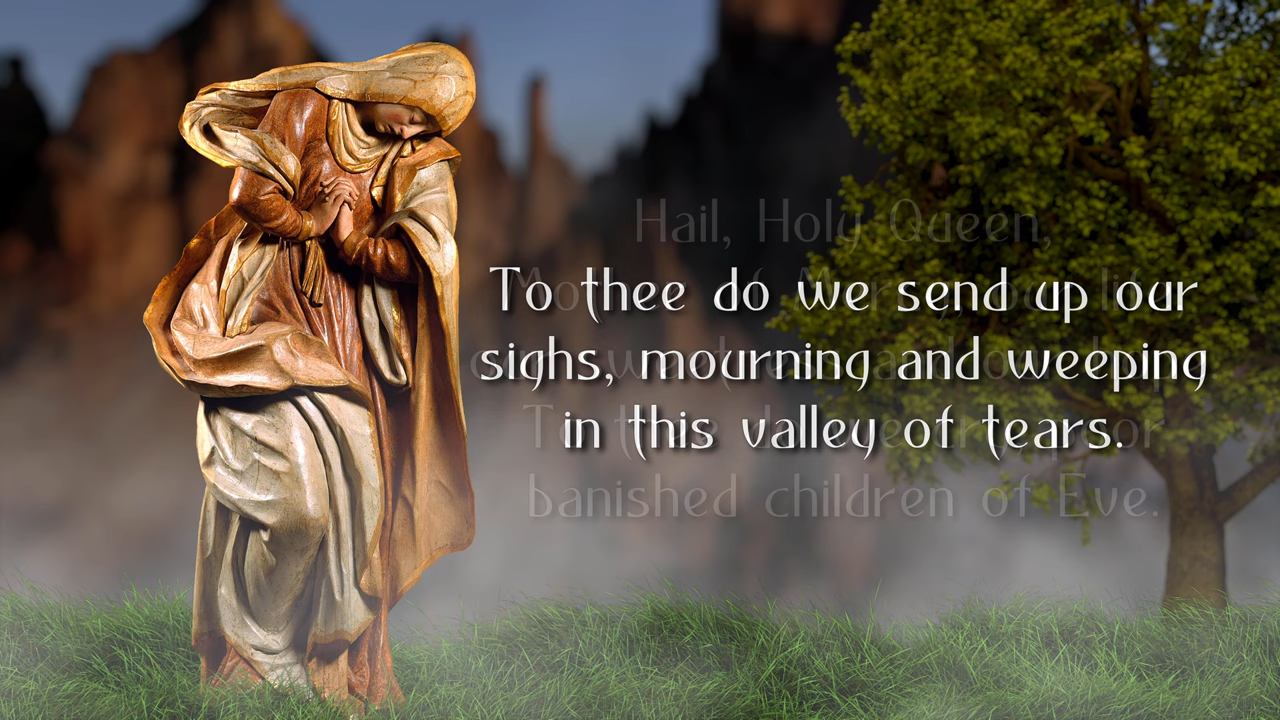 Hail, Holy Queen,
To thee do we send up our
sighs, mourning and weeping
in this valley of tears.
banished children of Eve.